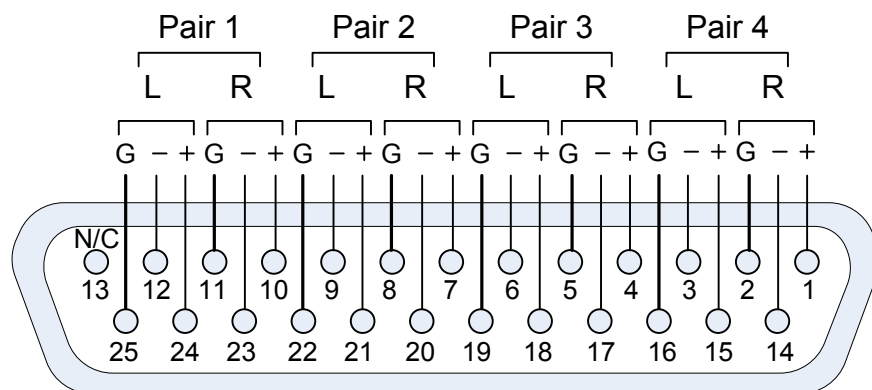 Pair 1 Pair 2 Pair 3 Pair 4
L R L R L R L R
G − + G − + G − + G − + G − + G − + G − + G − +
N/C
13 12 11 10 9 8 7 6 5 4 3 2 1
25 24 23 22 21 20 19 18 17 16 15 14